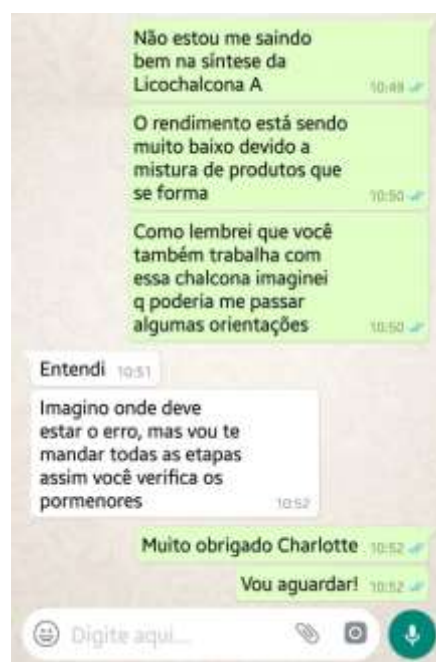 Não estou me saindo
bem na síntese da
Licochalcona A
10:49
O rendimento está sendo
muito baixo devido a
mistura de produtos que
se forma
10:50
Como lembrei que você
também trabalha com
essa chalcona imaginei
q poderia me passar
algumas orientações
10:50
Entendi 10:51
Imagino onde deve
estar o erro, mas vou te
mandar todas as etapas
assim você verifica os
pormenores
10:52
Muito obrigado Charlotte 10:52
Vou aguardar! 10:52
Digite aqui...